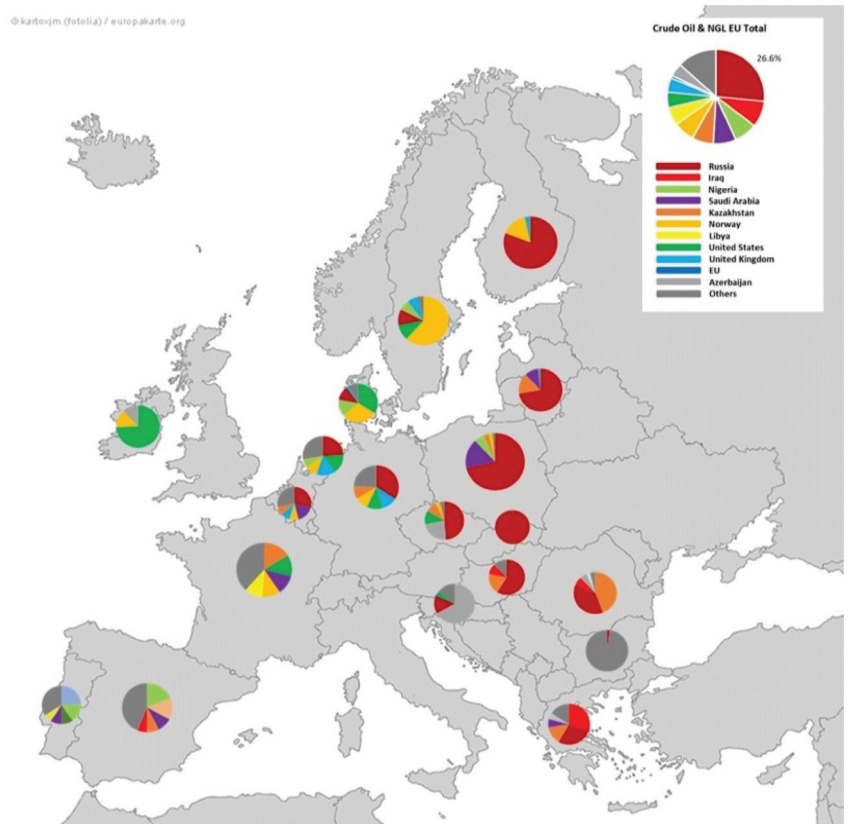 © kartoxjm (fotolia) / europakarte.org
Crude Oil & NGL EU Total
26.6%
Russia
Iraq
Nigeria
Saudi Arabia
Kazakhstan
Norway
Libya
United States
United Kingdom
EU
Azerbaijan
Others